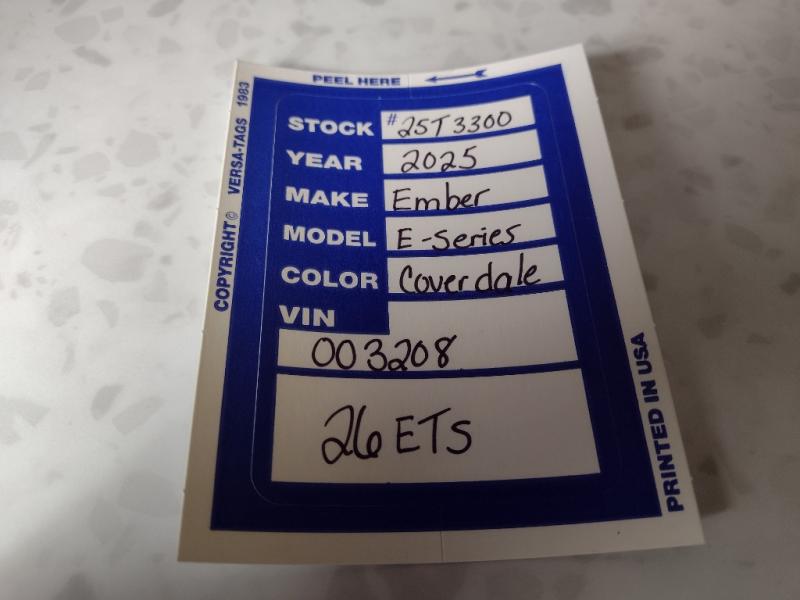 PEEL HERE
COPYRIGHT © VERSA-TAGS 1983
STOCK #25T3300
YEAR 2025
MAKE Ember
MODEL E-Series
COLOR Coverdale
VIN
003208
26 ETS
PRINTED IN USA